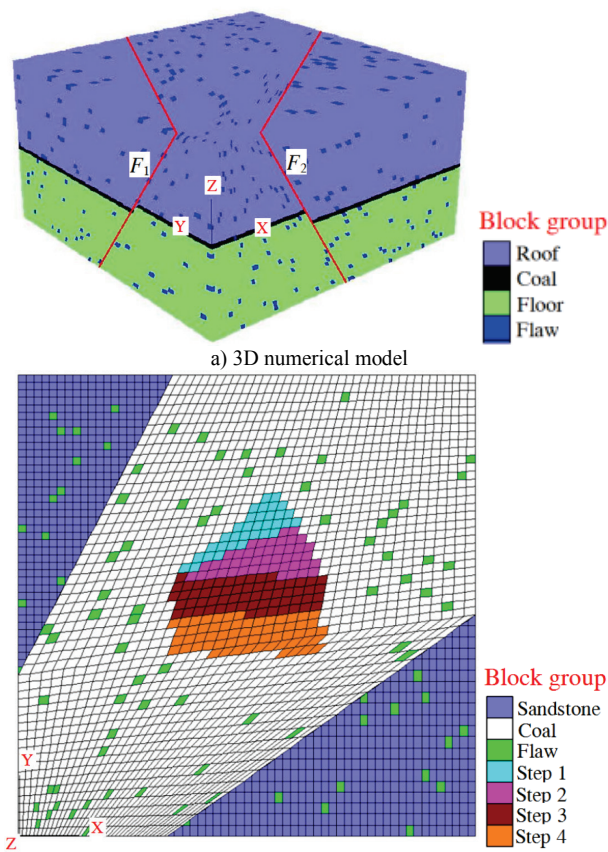 F1
F2
Z
Y
X
Block group
Roof
Coal
Floor
Flaw
a) 3D numerical model
Block group
Sandstone
Coal
Flaw
Step 1
Step 2
Step 3
Step 4
Y
X
Z